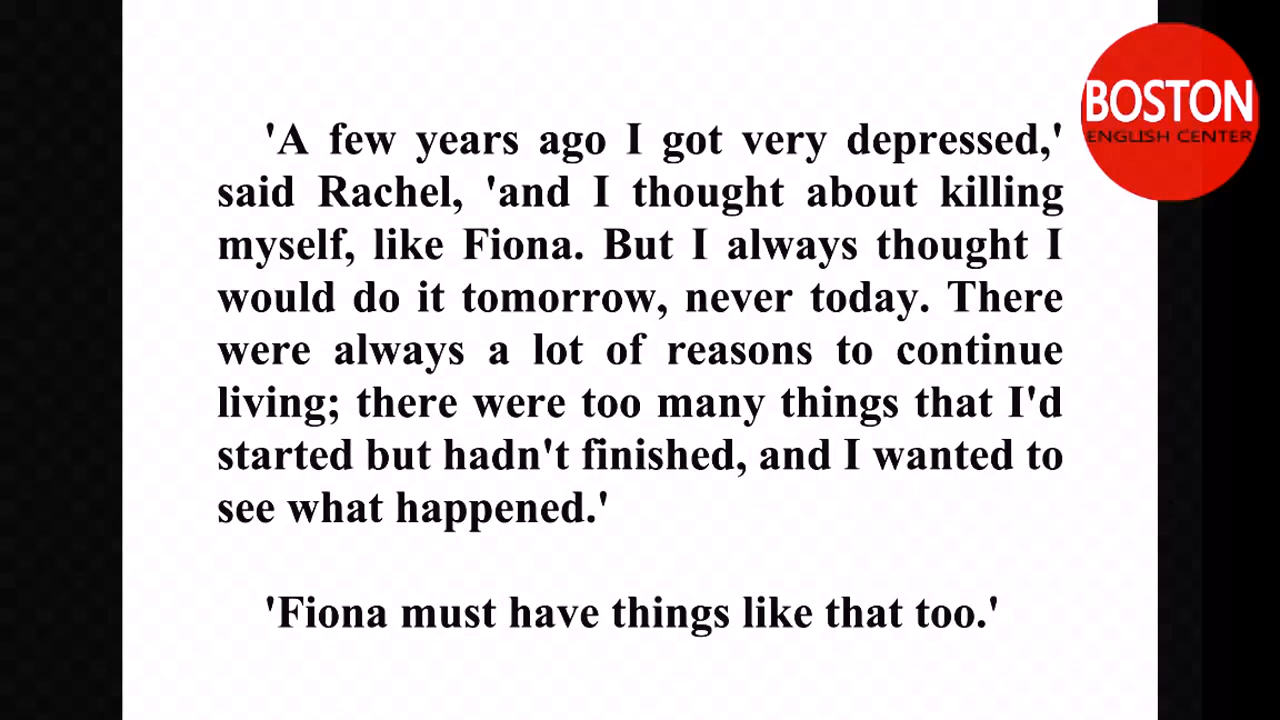 BOSTON
ENGLISH CENTER
'A few years ago I got very depressed,'
said Rachel, 'and I thought about killing
myself, like Fiona. But I always thought I
would do it tomorrow, never today. There
were always a lot of reasons to continue
living; there were too many things that I'd
started but hadn't finished, and I wanted to
see what happened.'
'Fiona must have things like that too.'